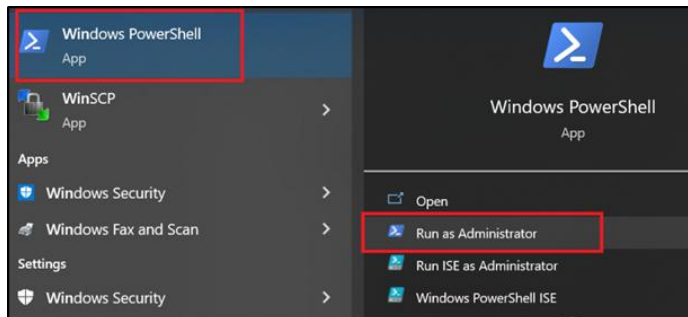 Windows PowerShell
App
WinSCP
App
Apps
Windows Security
Windows Fax and Scan
Settings
Windows Security
Windows PowerShell
App
Open
Run as Administrator
Run ISE as Administrator
Windows PowerShell ISE